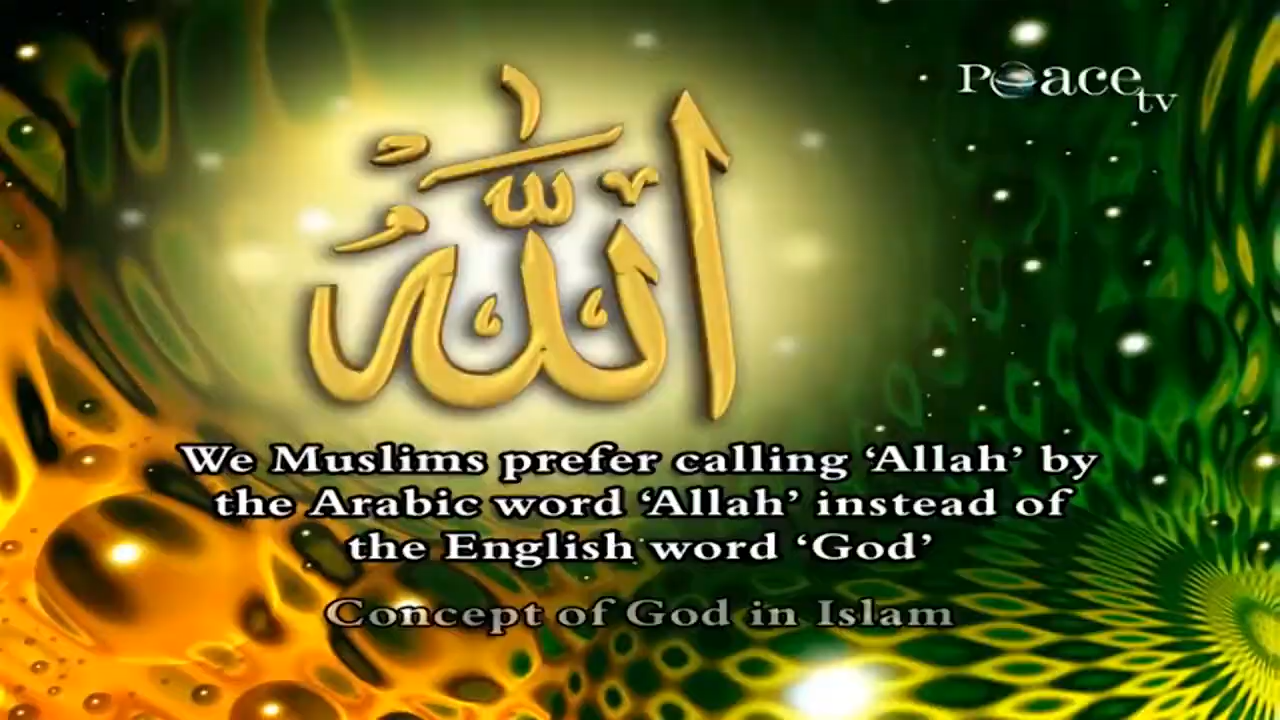 Peace tv
اللّٰهُ
We Muslims prefer calling ‘Allah’ by
the Arabic word ‘Allah’ instead of
the English word ‘God’
Concept of God in Islam